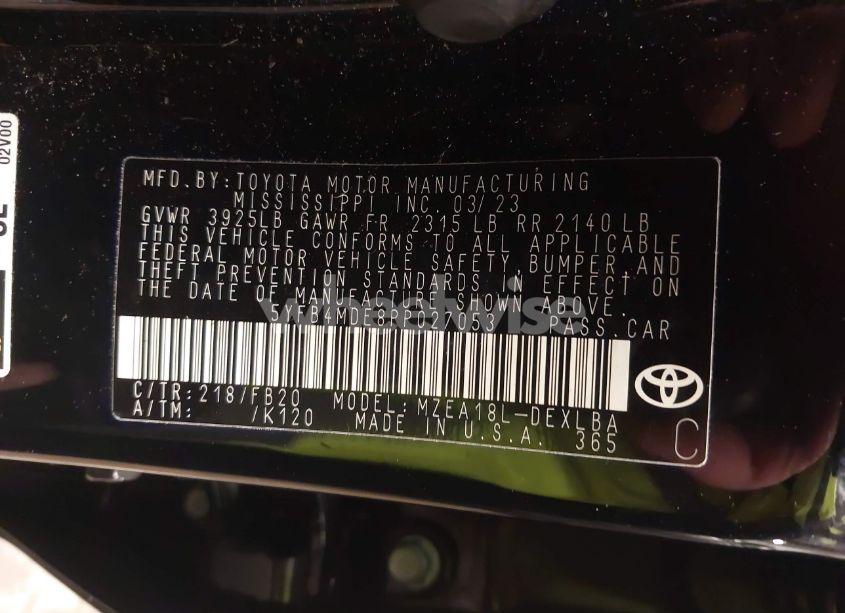 02V00
MFD.BY:TOYOTA MOTOR MANUFACTURING
MISSISSIPPI INC. 03/23
GVWR 3925LB GAWR FR 2315 LB RR 2140 LB
THIS VEHICLE CONFORMS TO ALL APPLICABLE
FEDERAL MOTOR VEHICLE SAFETY, BUMPER, AND
THEFT PREVENTION STANDARDS IN EFFECT ON
THE DATE OF MANUFACTURE SHOWN ABOVE.
PASS.CAR
wheelwise
C/TR: 218/FB20 MODEL: MZEA18L-DEXLBA
A/TM: /K120 MADE IN U.S.A. 365
C